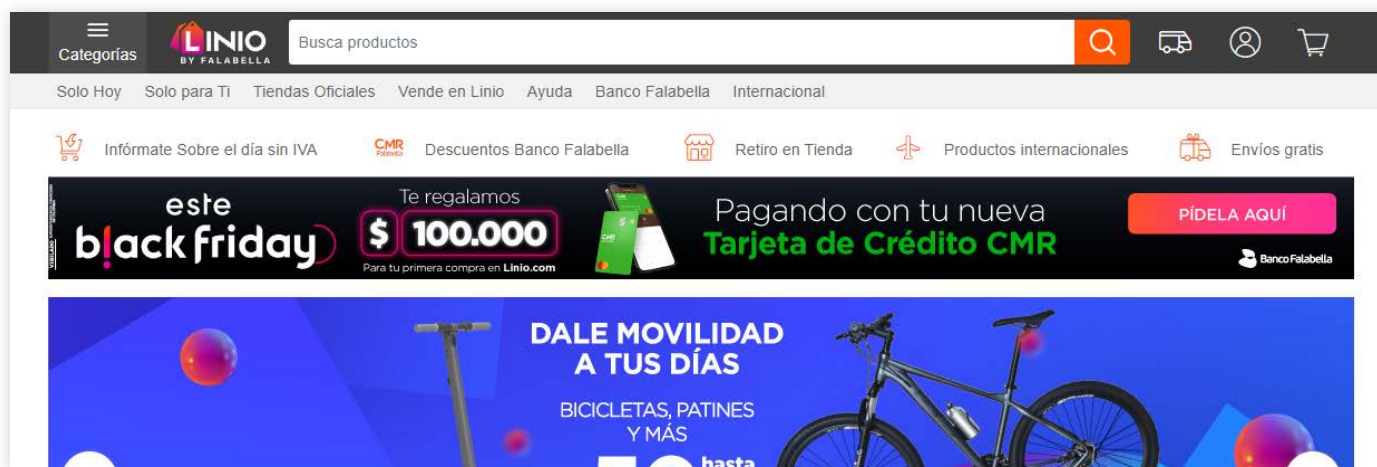 Categorías
LINIO
BY FALABELLA
Busca productos
Solo Hoy Solo para Ti Tiendas Oficiales Vende en Linio Ayuda Banco Falabella Internacional
Infórmate Sobre el día sin IVA
CMR
Falabella
Descuentos Banco Falabella
Retiro en Tienda
Productos internacionales
Envíos gratis
este
black friday
Te regalamos
$ 100.000
Para tu primera compra en Linio.com
Pagando con tu nueva
Tarjeta de Crédito CMR
PÍDELA AQUÍ
Banco Falabella
DALE MOVILIDAD
A TUS DÍAS
BICICLETAS, PATINES
Y MÁS
hasta